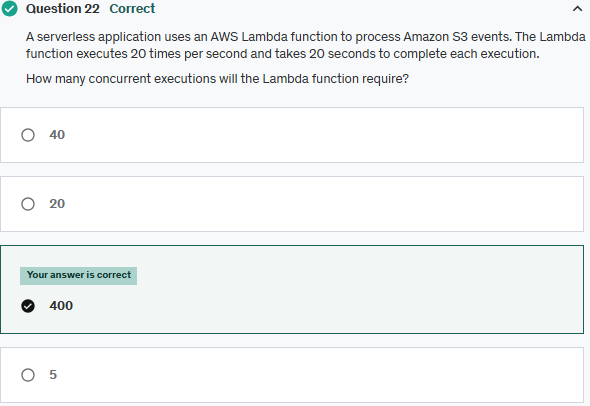 Question 22 Correct
A serverless application uses an AWS Lambda function to process Amazon S3 events. The Lambda
function executes 20 times per second and takes 20 seconds to complete each execution.
How many concurrent executions will the Lambda function require?
40
20
Your answer is correct
400
5